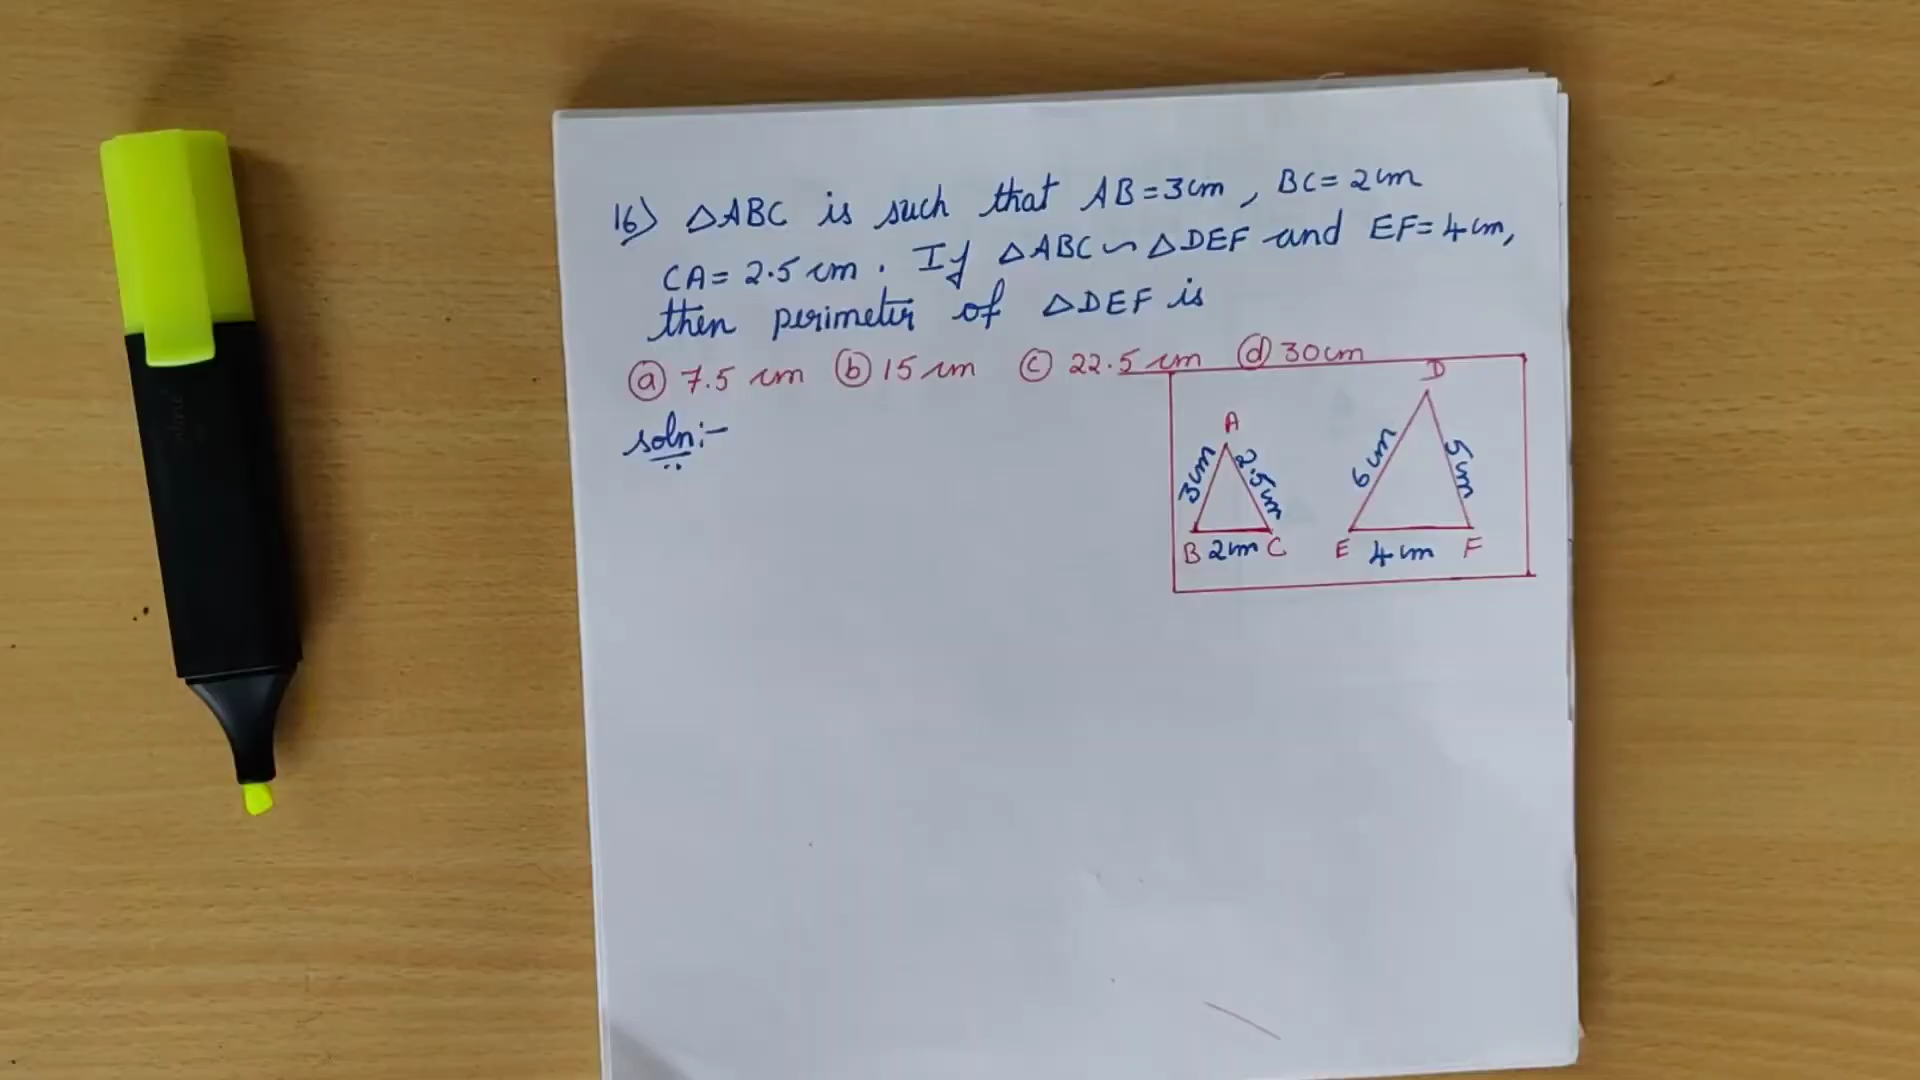 16) △ABC is such that AB=3cm, BC=2cm
CA=2.5cm. If △ABC ∽ △DEF and EF=4cm,
then perimeter of △DEF is
ⓐ 7.5 cm ⓑ 15 cm ⓒ 22.5 cm ⓓ 30cm
soln:-
D
A
3cm 2.5cm 6cm 5cm
B 2cm C E 4cm F